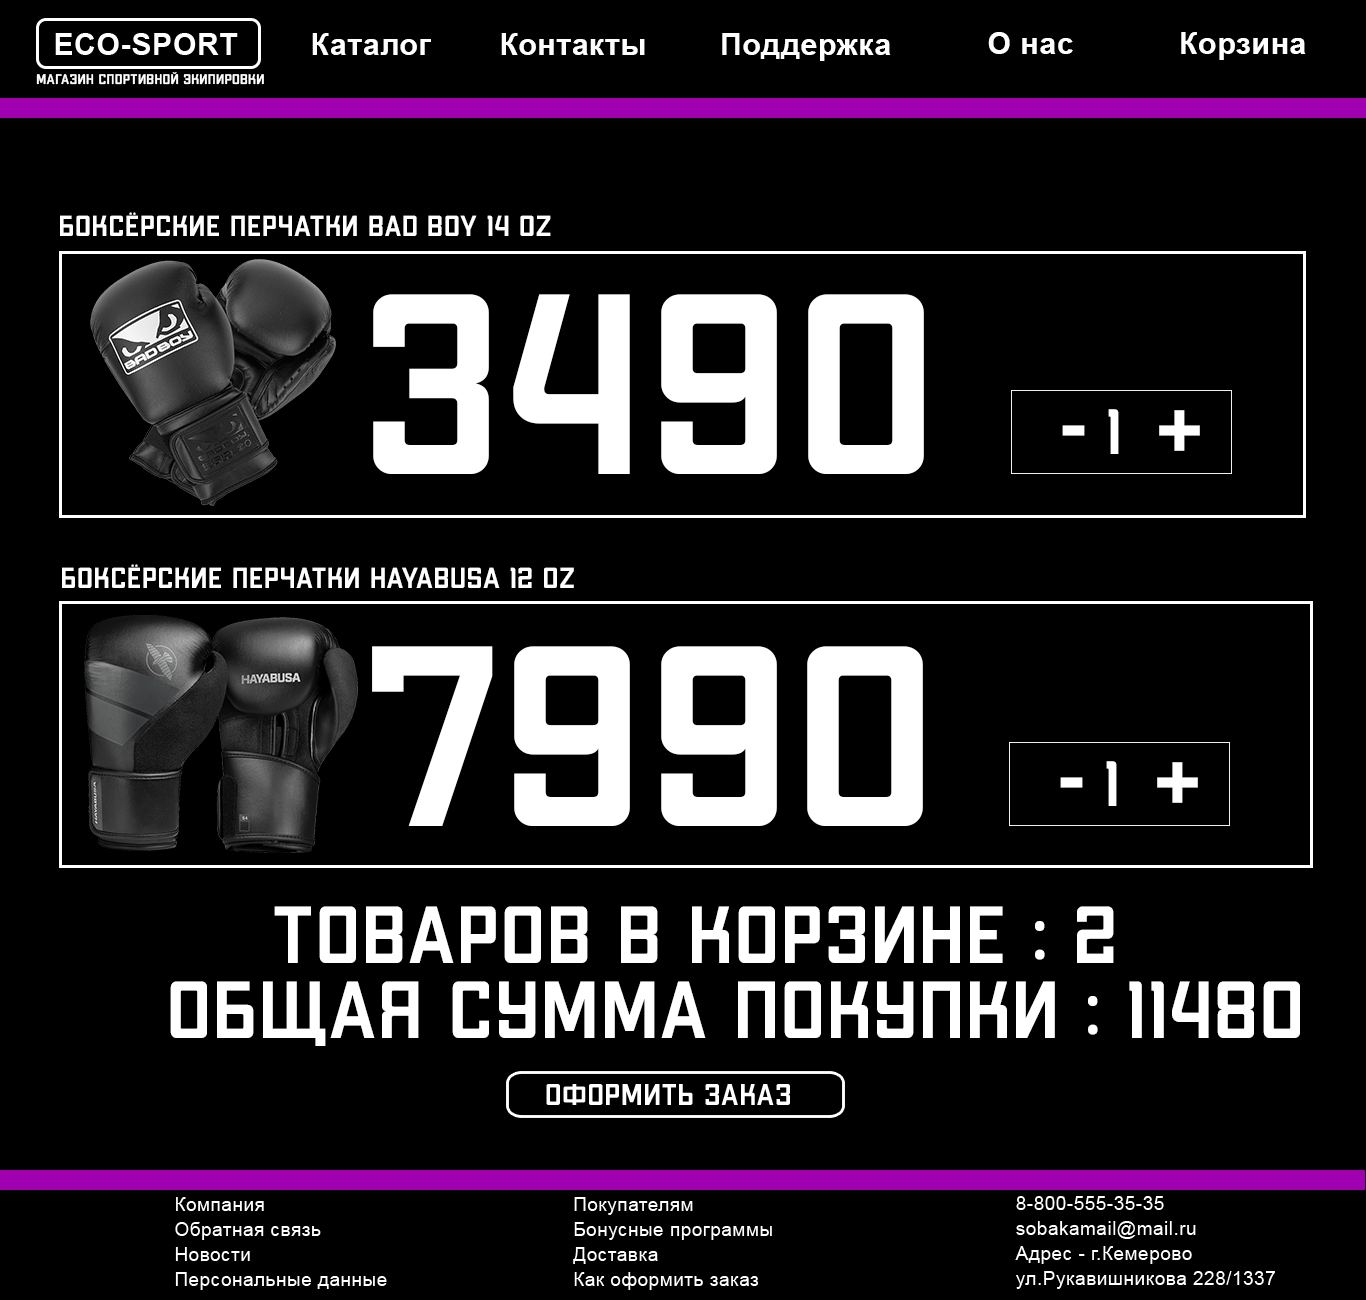 ECO-SPORT
МАГАЗИН СПОРТИВНОЙ ЭКИПИРОВКИ
Каталог Контакты Поддержка О нас Корзина
БОКСЁРСКИЕ ПЕРЧАТКИ BAD BOY 14 OZ
BAD BOY
3490
- 1 +
БОКСЁРСКИЕ ПЕРЧАТКИ HAYABUSA 12 OZ
HAYABUSA
HAYABUSA
7990
- 1 +
ТОВАРОВ В КОРЗИНЕ : 2
ОБЩАЯ СУММА ПОКУПКИ : 11480
ОФОРМИТЬ ЗАКАЗ
Компания
Обратная связь
Новости
Персональные данные
Покупателям
Бонусные программы
Доставка
Как оформить заказ
8-800-555-35-35
sobakamail@mail.ru
Адрес - г.Кемерово
ул.Рукавишникова 228/1337